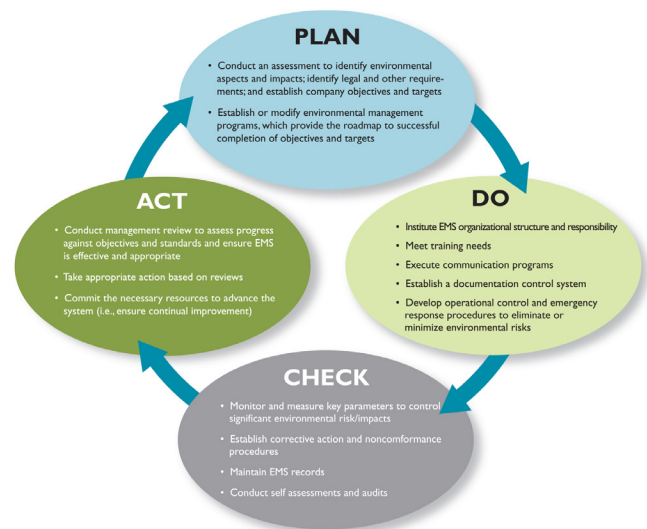 PLAN
• Conduct an assessment to identify environmental
aspects and impacts; identify legal and other require-
ments; and establish company objectives and targets
• Establish or modify environmental management
programs, which provide the roadmap to successful
completion of objectives and targets
DO
• Institute EMS organizational structure and responsibility
• Meet training needs
• Execute communication programs
• Establish a documentation control system
• Develop operational control and emergency
response procedures to eliminate or
minimize environmental risks
CHECK
• Monitor and measure key parameters to control
significant environmental risk/impacts
• Establish corrective action and noncomformance
procedures
• Maintain EMS records
• Conduct self assessments and audits
ACT
• Conduct management review to assess progress
against objectives and standards and ensure EMS
is effective and appropriate
• Take appropriate action based on reviews
• Commit the necessary resources to advance the
system (i.e., ensure continual improvement)